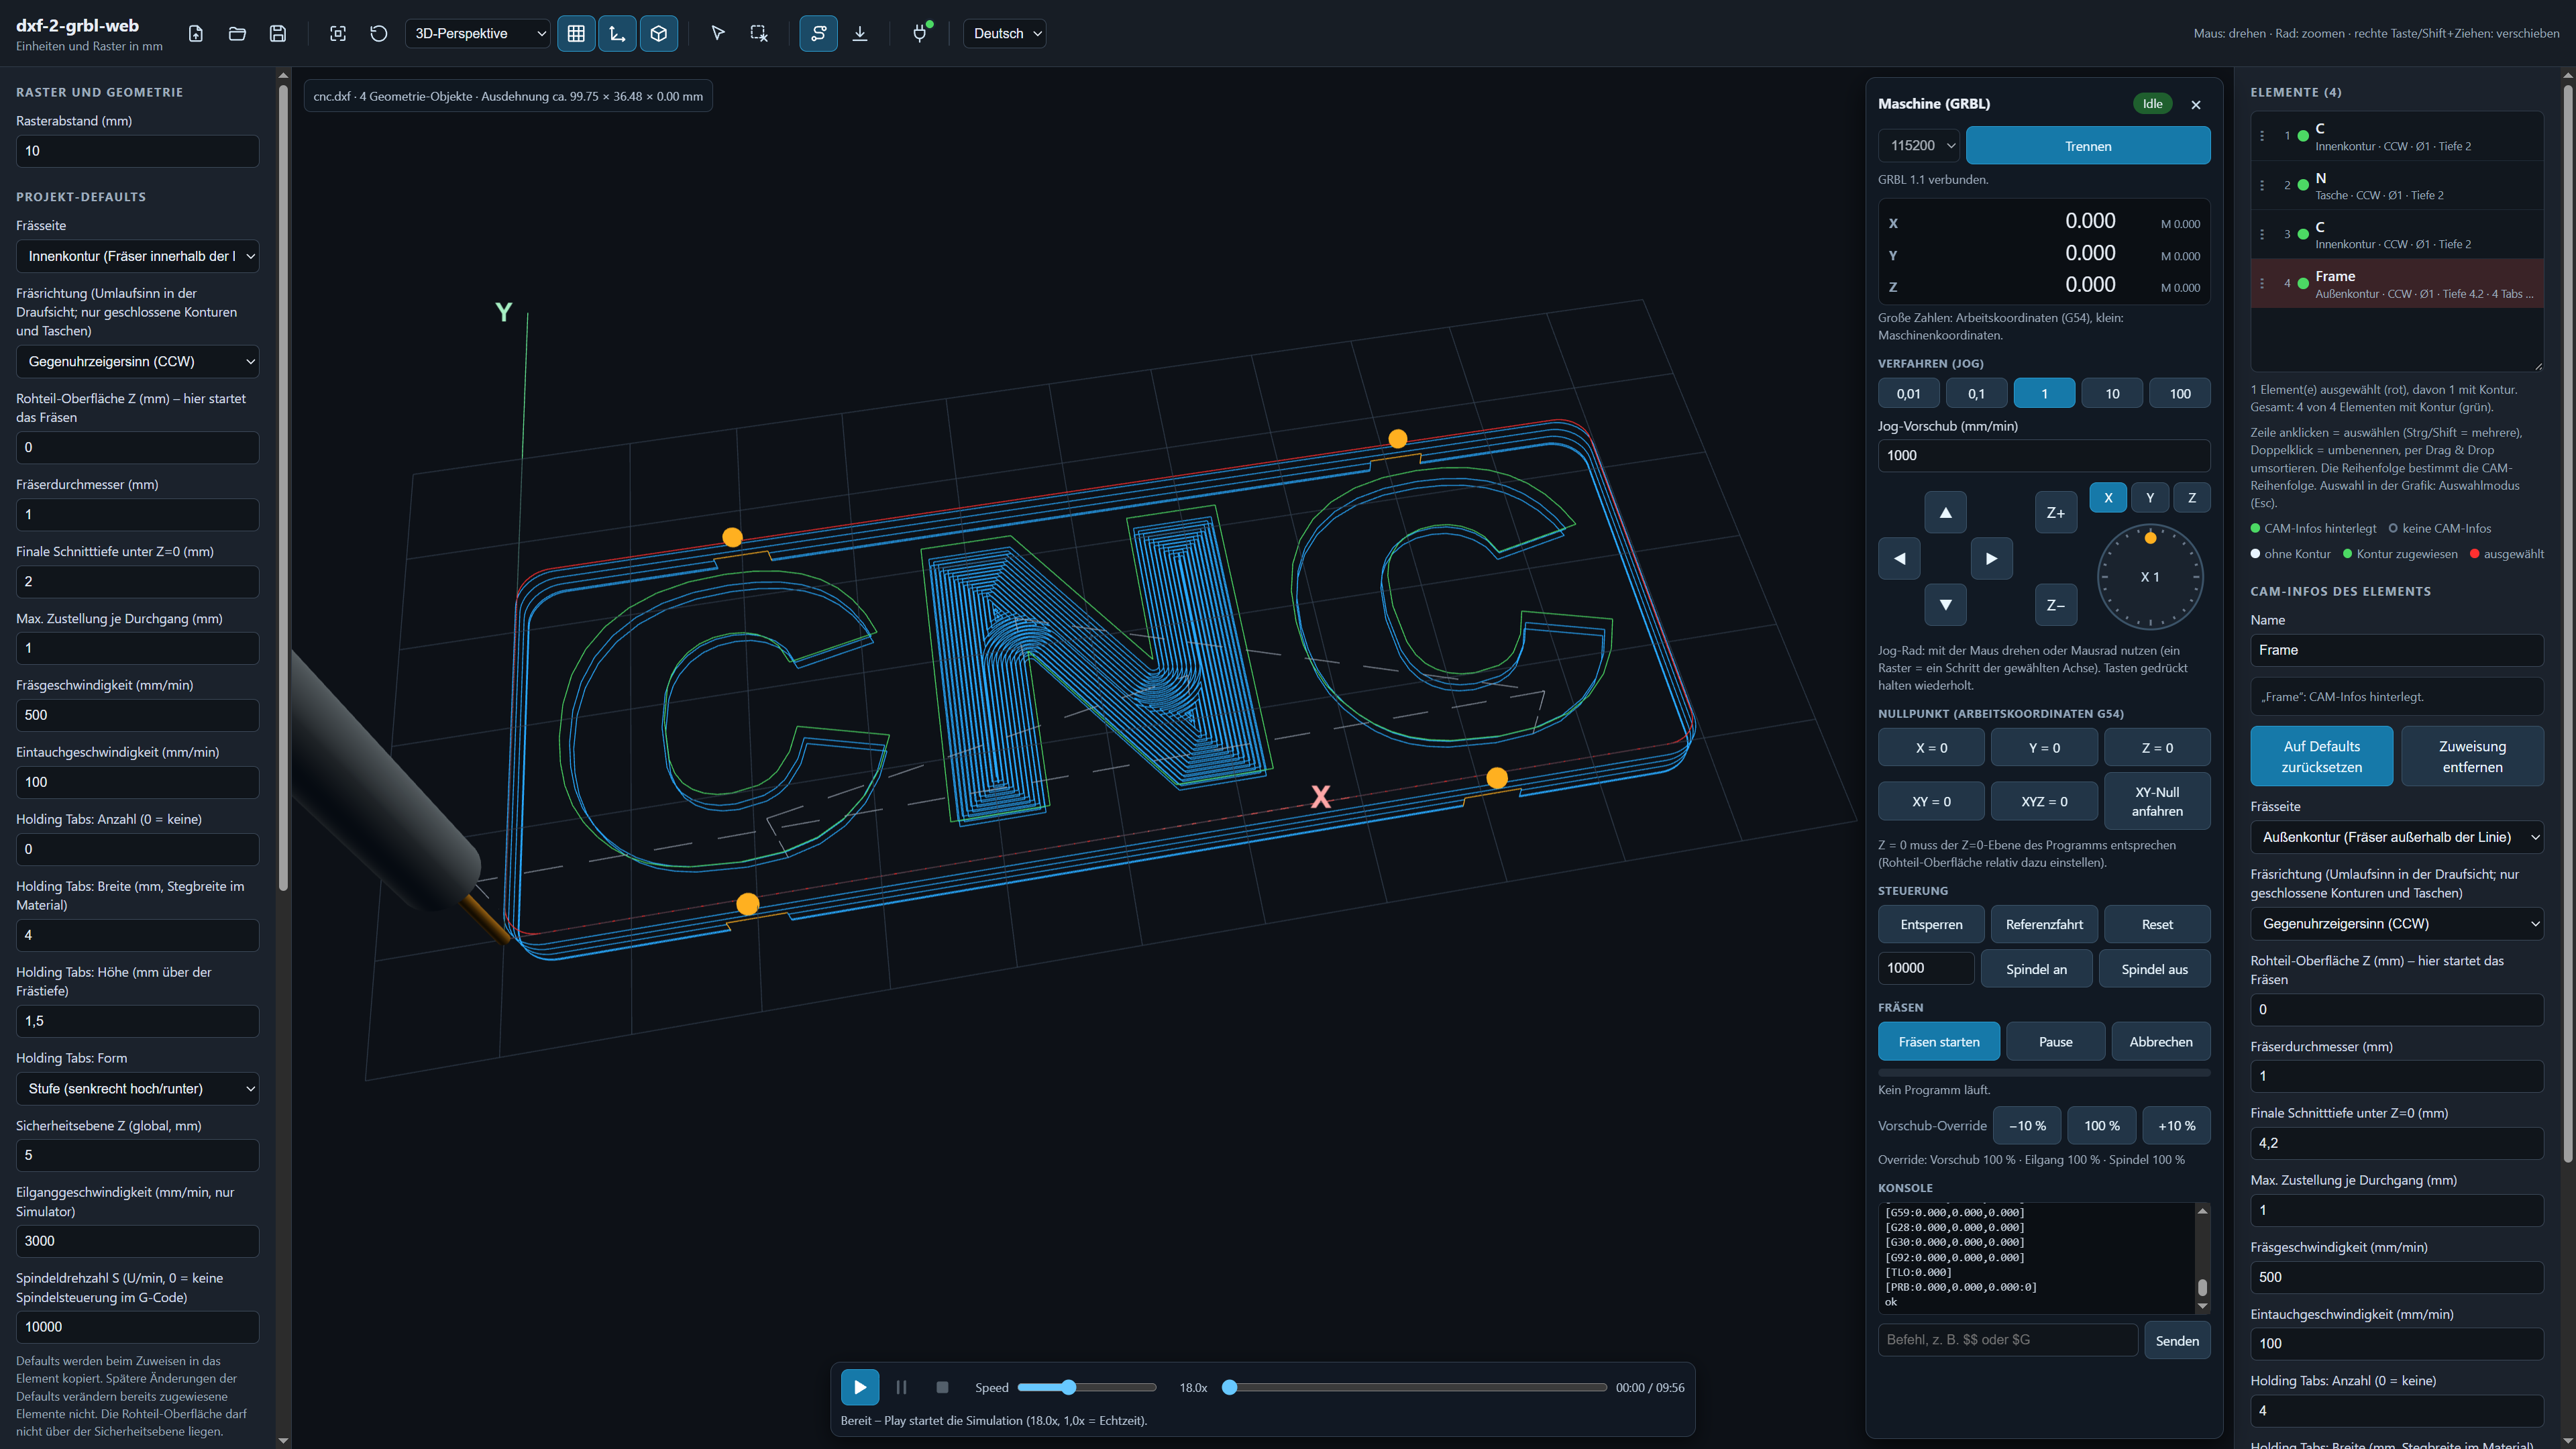 dxf-2-grbl-web
Einheiten und Raster in mm
3D-Perspektive
Deutsch
Maus: drehen · Rad: zoomen · rechte Taste/Shift+Ziehen: verschieben
RASTER UND GEOMETRIE
Rasterabstand (mm)
10
PROJEKT-DEFAULTS
Frässeite
Innenkontur (Fräser innerhalb der l
Fräsrichtung (Umlaufsinn in der
Draufsicht; nur geschlossene Konturen
und Taschen)
Gegenuhrzeigersinn (CCW)
Rohteil-Oberfläche Z (mm) – hier startet
das Fräsen
0
Fräserdurchmesser (mm)
1
Finale Schnitttiefe unter Z=0 (mm)
2
Max. Zustellung je Durchgang (mm)
1
Fräsgeschwindigkeit (mm/min)
500
Eintauchgeschwindigkeit (mm/min)
100
Holding Tabs: Anzahl (0 = keine)
0
Holding Tabs: Breite (mm, Stegbreite im
Material)
4
Holding Tabs: Höhe (mm über der
Frästiefe)
1,5
Holding Tabs: Form
Stufe (senkrecht hoch/runter)
Sicherheitsebene Z (global, mm)
5
Eilganggeschwindigkeit (mm/min, nur
Simulator)
3000
Spindeldrehzahl S (U/min, 0 = keine
Spindelsteuerung im G-Code)
10000
Defaults werden beim Zuweisen in das
Element kopiert. Spätere Änderungen der
Defaults verändern bereits zugewiesene
Elemente nicht. Die Rohteil-Oberfläche darf
nicht über der Sicherheitsebene liegen.
cnc.dxf · 4 Geometrie-Objekte · Ausdehnung ca. 99.75 × 36.48 × 0.00 mm
Y
CNC
X
Speed
18.0x
00:00 / 09:56
Bereit – Play startet die Simulation (18.0x, 1,0x = Echtzeit).
Maschine (GRBL)
Idle
×
115200
Trennen
GRBL 1.1 verbunden.
X 0.000 M 0.000
Y 0.000 M 0.000
Z 0.000 M 0.000
Große Zahlen: Arbeitskoordinaten (G54), klein:
Maschinenkoordinaten.
VERFAHREN (JOG)
0,01 0,1 1 10 100
Jog-Vorschub (mm/min)
1000
X Y Z
Z+
X 1
Z−
Jog-Rad: mit der Maus drehen oder Mausrad nutzen (ein
Raster = ein Schritt der gewählten Achse). Tasten gedrückt
halten wiederholt.
NULLPUNKT (ARBEITSKOORDINATEN G54)
X = 0 Y = 0 Z = 0
XY = 0 XYZ = 0 XY-Null
anfahren
Z = 0 muss der Z=0-Ebene des Programms entsprechen
(Rohteil-Oberfläche relativ dazu einstellen).
STEUERUNG
Entsperren Referenzfahrt Reset
10000 Spindel an Spindel aus
FRÄSEN
Fräsen starten Pause Abbrechen
Kein Programm läuft.
Vorschub-Override −10 % 100 % +10 %
Override: Vorschub 100 % · Eilgang 100 % · Spindel 100 %
KONSOLE
[G59:0.000,0.000,0.000]
[G28:0.000,0.000,0.000]
[G30:0.000,0.000,0.000]
[G92:0.000,0.000,0.000]
[TLO:0.000]
[PRB:0.000,0.000,0.000:0]
ok
Befehl, z. B. $$ oder $G
Senden
ELEMENTE (4)
1 C
Innenkontur · CCW · Ø1 · Tiefe 2
2 N
Tasche · CCW · Ø1 · Tiefe 2
3 C
Innenkontur · CCW · Ø1 · Tiefe 2
4 Frame
Außenkontur · CCW · Ø1 · Tiefe 4.2 · 4 Tabs ...
1 Element(e) ausgewählt (rot), davon 1 mit Kontur.
Gesamt: 4 von 4 Elementen mit Kontur (grün).
Zeile anklicken = auswählen (Strg/Shift = mehrere),
Doppelklick = umbenennen, per Drag & Drop
umsortieren. Die Reihenfolge bestimmt die CAM-
Reihenfolge. Auswahl in der Grafik: Auswahlmodus
(Esc).
CAM-Infos hinterlegt keine CAM-Infos
ohne Kontur Kontur zugewiesen ausgewählt
CAM-INFOS DES ELEMENTS
Name
Frame
„Frame“: CAM-Infos hinterlegt.
Auf Defaults
zurücksetzen
Zuweisung
entfernen
Frässeite
Außenkontur (Fräser außerhalb der Linie)
Fräsrichtung (Umlaufsinn in der Draufsicht; nur
geschlossene Konturen und Taschen)
Gegenuhrzeigersinn (CCW)
Rohteil-Oberfläche Z (mm) – hier startet das
Fräsen
0
Fräserdurchmesser (mm)
1
Finale Schnitttiefe unter Z=0 (mm)
4,2
Max. Zustellung je Durchgang (mm)
1
Fräsgeschwindigkeit (mm/min)
500
Eintauchgeschwindigkeit (mm/min)
100
Holding Tabs: Anzahl (0 = keine)
4
Holding Tabs: Breite (mm, Stegbreite im Material)